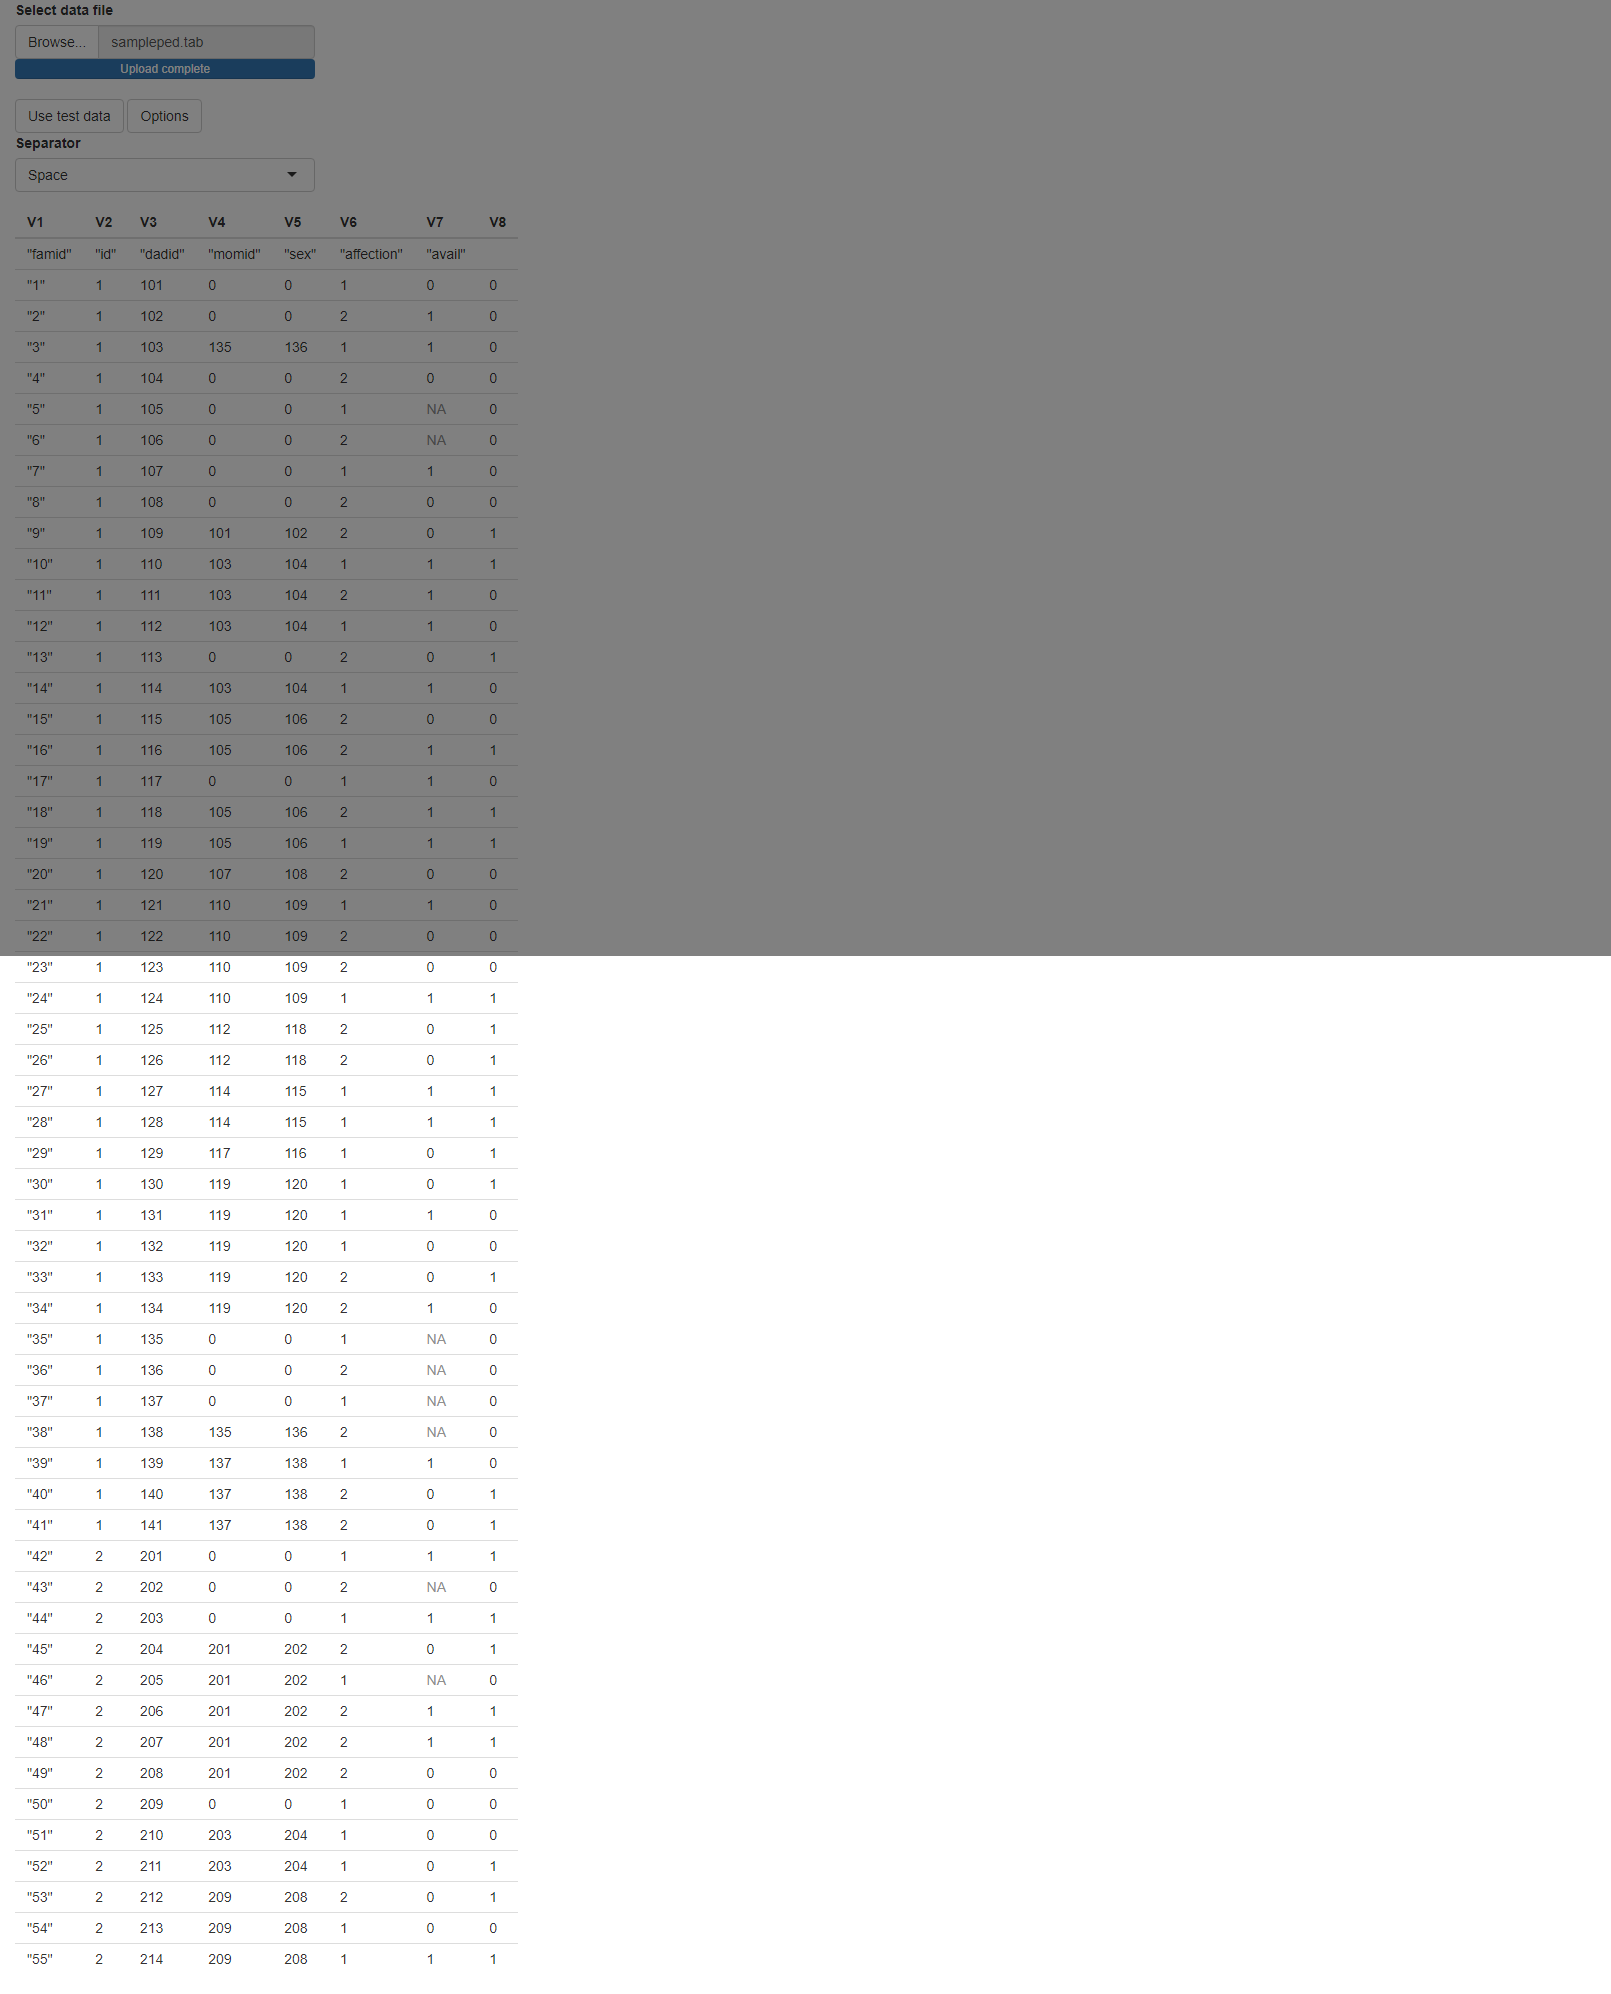 Select data file
Browse... sampleped.tab
Upload complete
Use test data Options
Separator
Space
V1 V2 V3 V4 V5 V6 V7 V8
"famid" "id" "dadid" "momid" "sex" "affection" "avail"
"1" 1 101 0 0 1 0 0
"2" 1 102 0 0 2 1 0
"3" 1 103 135 136 1 1 0
"4" 1 104 0 0 2 0 0
"5" 1 105 0 0 1 NA 0
"6" 1 106 0 0 2 NA 0
"7" 1 107 0 0 1 1 0
"8" 1 108 0 0 2 0 0
"9" 1 109 101 102 2 0 1
"10" 1 110 103 104 1 1 1
"11" 1 111 103 104 2 1 0
"12" 1 112 103 104 1 1 0
"13" 1 113 0 0 2 0 1
"14" 1 114 103 104 1 1 0
"15" 1 115 105 106 2 0 0
"16" 1 116 105 106 2 1 1
"17" 1 117 0 0 1 1 0
"18" 1 118 105 106 2 1 1
"19" 1 119 105 106 1 1 1
"20" 1 120 107 108 2 0 0
"21" 1 121 110 109 1 1 0
"22" 1 122 110 109 2 0 0
"23" 1 123 110 109 2 0 0
"24" 1 124 110 109 1 1 1
"25" 1 125 112 118 2 0 1
"26" 1 126 112 118 2 0 1
"27" 1 127 114 115 1 1 1
"28" 1 128 114 115 1 1 1
"29" 1 129 117 116 1 0 1
"30" 1 130 119 120 1 0 1
"31" 1 131 119 120 1 1 0
"32" 1 132 119 120 1 0 0
"33" 1 133 119 120 2 0 1
"34" 1 134 119 120 2 1 0
"35" 1 135 0 0 1 NA 0
"36" 1 136 0 0 2 NA 0
"37" 1 137 0 0 1 NA 0
"38" 1 138 135 136 2 NA 0
"39" 1 139 137 138 1 1 0
"40" 1 140 137 138 2 0 1
"41" 1 141 137 138 2 0 1
"42" 2 201 0 0 1 1 1
"43" 2 202 0 0 2 NA 0
"44" 2 203 0 0 1 1 1
"45" 2 204 201 202 2 0 1
"46" 2 205 201 202 1 NA 0
"47" 2 206 201 202 2 1 1
"48" 2 207 201 202 2 1 1
"49" 2 208 201 202 2 0 0
"50" 2 209 0 0 1 0 0
"51" 2 210 203 204 1 0 0
"52" 2 211 203 204 1 0 1
"53" 2 212 209 208 2 0 1
"54" 2 213 209 208 1 0 0
"55" 2 214 209 208 1 1 1